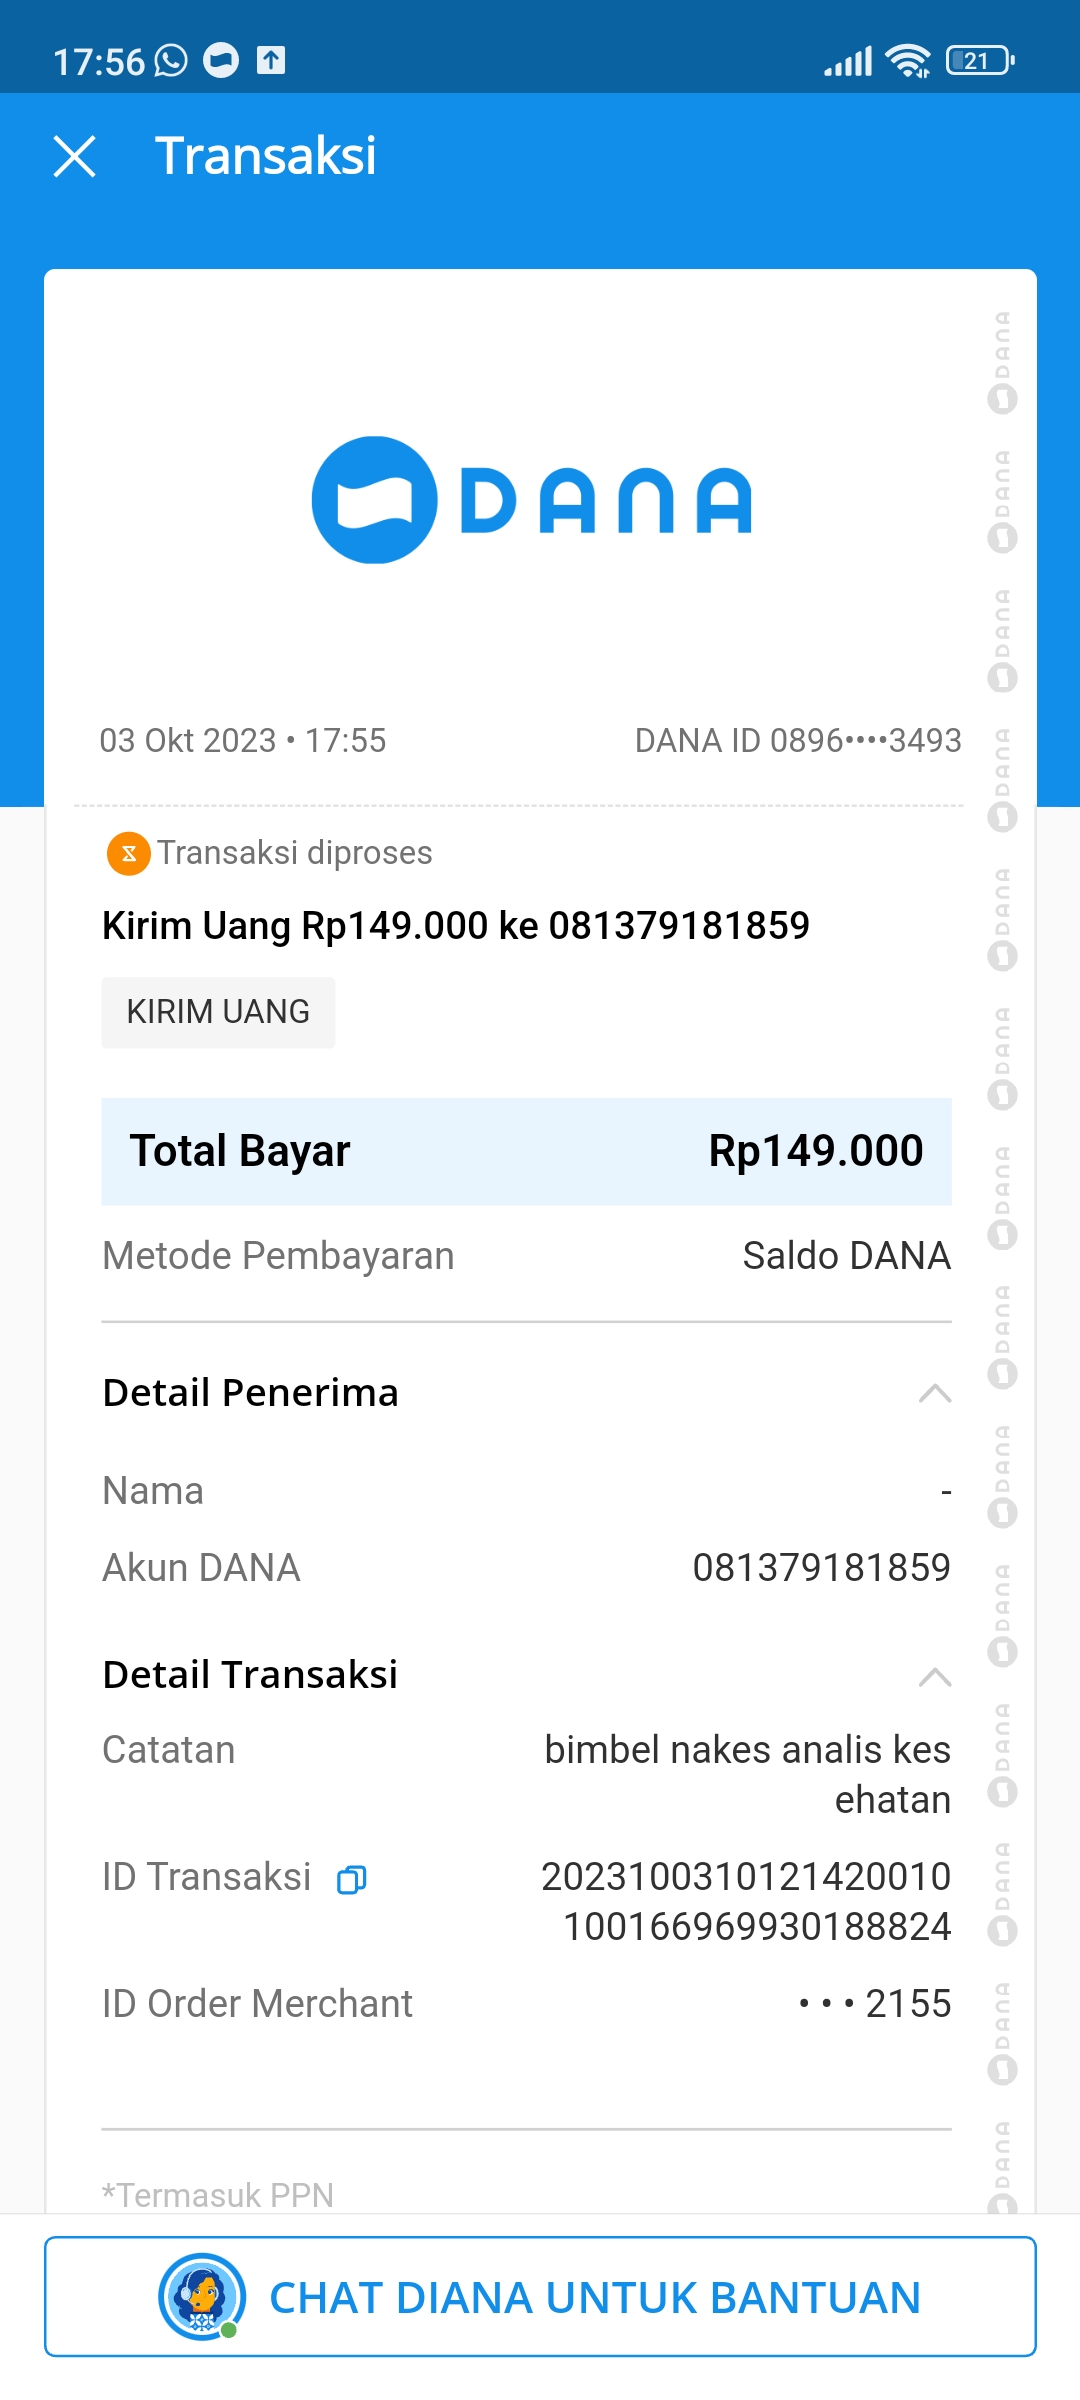 17:56
21
Transaksi
DANA
03 Okt 2023 • 17:55
DANA ID 0896••••3493
Transaksi diproses
Kirim Uang Rp149.000 ke 081379181859
KIRIM UANG
Total Bayar Rp149.000
Metode Pembayaran Saldo DANA
Detail Penerima
Nama -
Akun DANA 081379181859
Detail Transaksi
Catatan bimbel nakes analis kes
ehatan
ID Transaksi 2023100310121420010
100166969930188824
ID Order Merchant • • • 2155
*Termasuk PPN
CHAT DIANA UNTUK BANTUAN
DANA
DANA
DANA
DANA
DANA
DANA
DANA
DANA
DANA
DANA
DANA
DANA
DANA
DANA